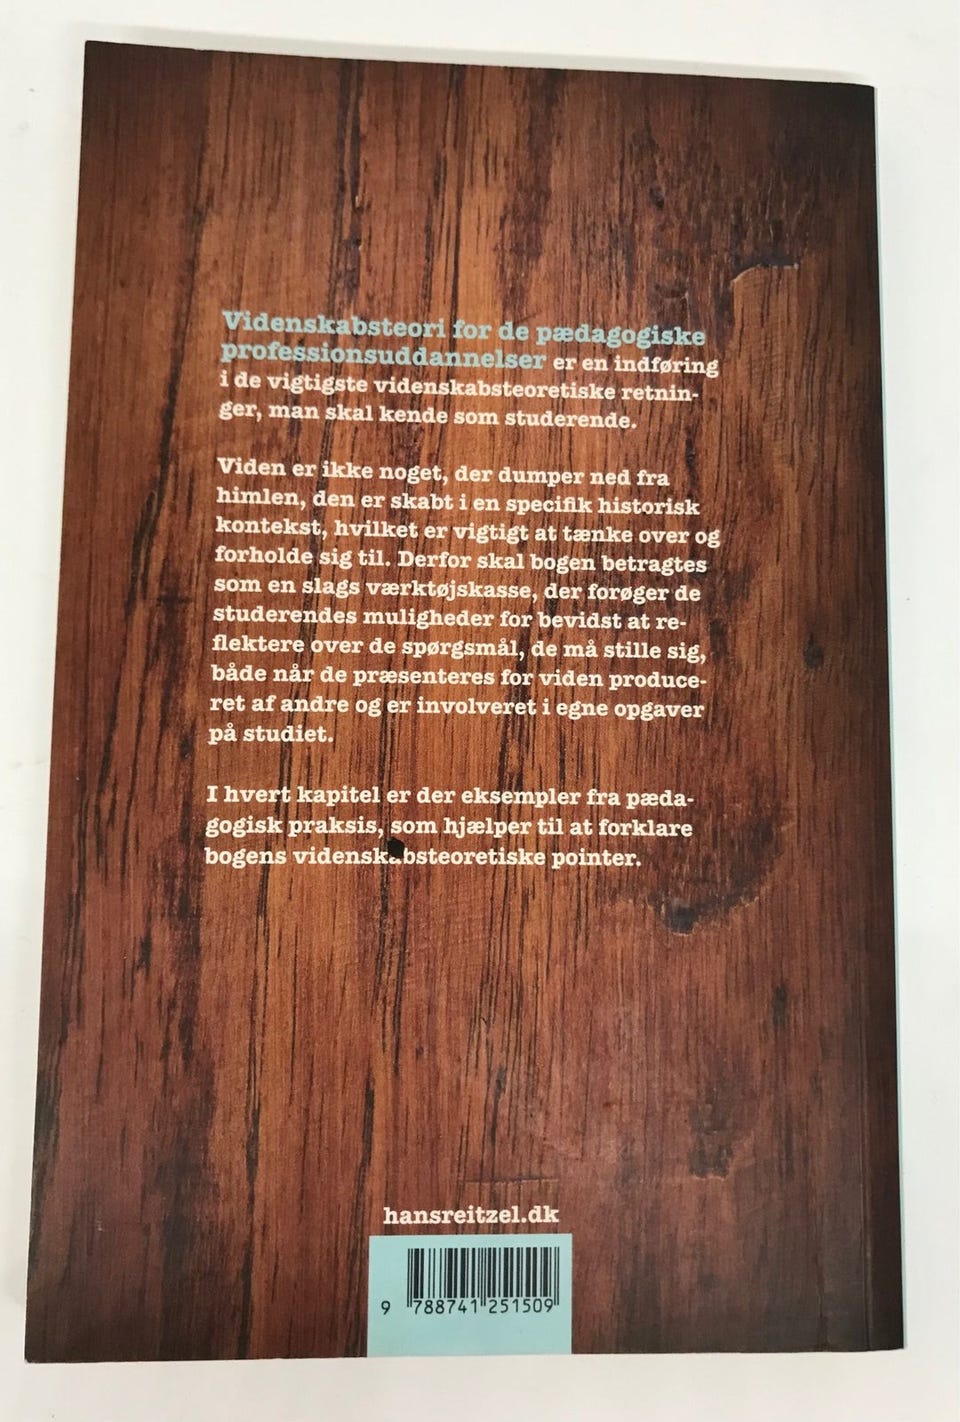 Videnskabsteori for de pædagogiske
professionsuddannelser er en indføring
i de vigtigste videnskabsteoretiske retnin-
ger, man skal kende som studerende.
Viden er ikke noget, der dumper ned fra
himlen, den er skabt i en specifik historisk
kontekst, hvilket er vigtigt at tænke over og
forholde sig til. Derfor skal bogen betragtes
som en slags værktøjskasse, der forøger de
studerendes muligheder for bevidst at re-
flektere over de spørgsmål, de må stille sig,
både når de præsenteres for viden produce-
ret af andre og er involveret i egne opgaver
på studiet.
I hvert kapitel er der eksempler fra pæda-
gogisk praksis, som hjælper til at forklare
bogens videnskabsteoretiske pointer.
hansreitzel.dk
9 788741 251509